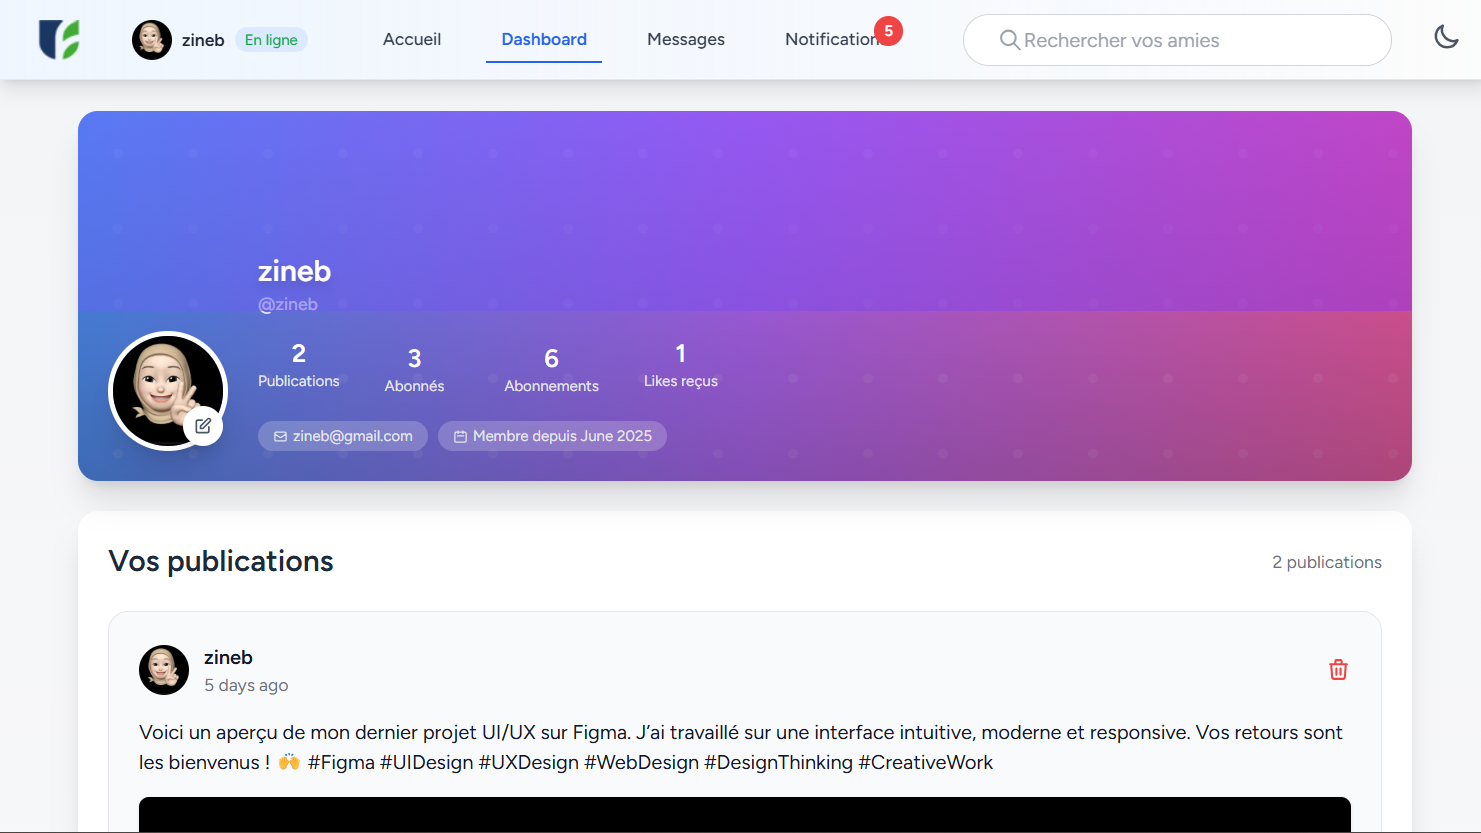 zineb En ligne Accueil Dashboard Messages Notification 5 Rechercher vos amies
zineb
@zineb
2 3 6 1
Publications Abonnés Abonnements Likes reçus
zineb@gmail.com Membre depuis June 2025
Vos publications 2 publications
zineb
5 days ago
Voici un aperçu de mon dernier projet UI/UX sur Figma. J’ai travaillé sur une interface intuitive, moderne et responsive. Vos retours sont
les bienvenus ! 🙌 #Figma #UIDesign #UXDesign #WebDesign #DesignThinking #CreativeWork